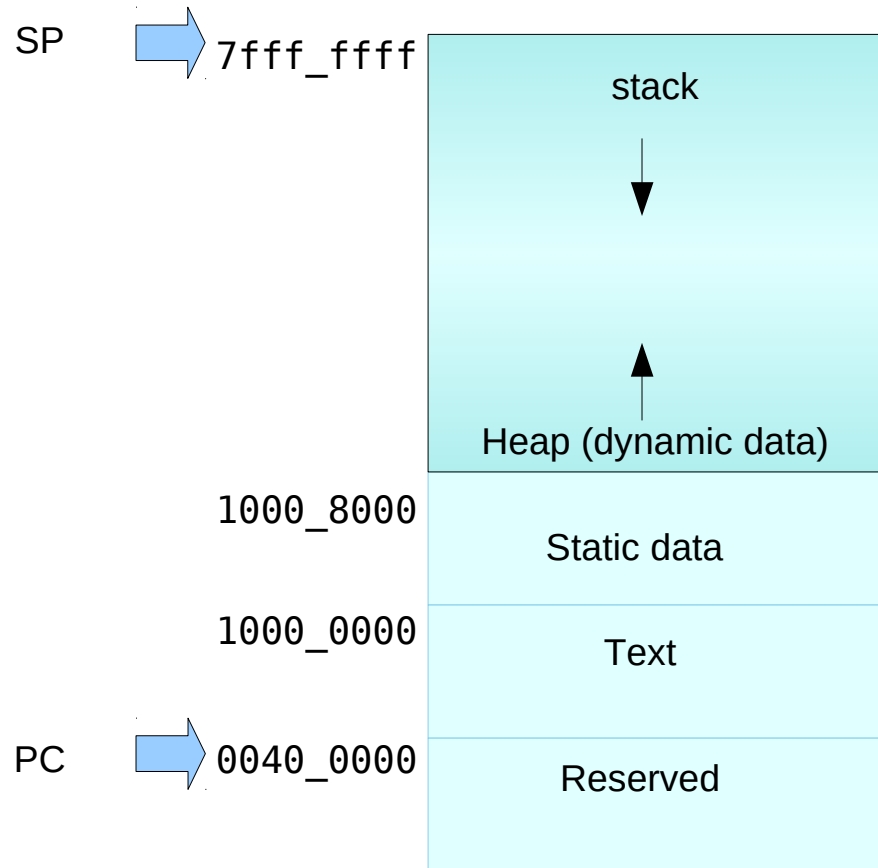 SP
7fff_ffff
stack
Heap (dynamic data)
1000_8000
Static data
1000_0000
Text
PC
0040_0000
Reserved